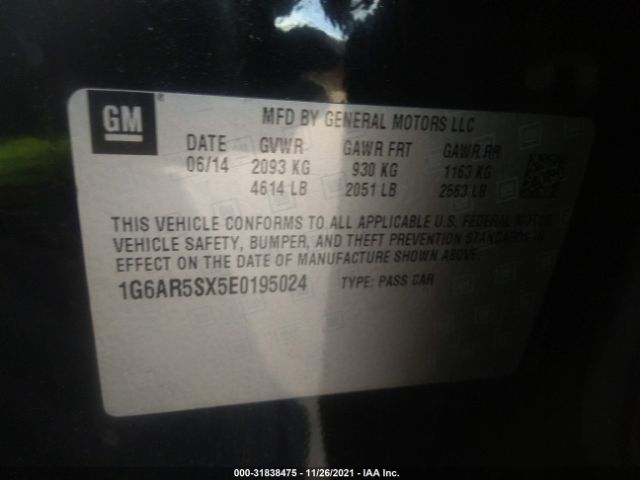 GM ®
MFD BY GENERAL MOTORS LLC
DATE GVWR GAWR FRT GAWR RR
06/14 2093 KG 930 KG 1163 KG
4614 LB 2051 LB 2563 LB
THIS VEHICLE CONFORMS TO ALL APPLICABLE U.S. FEDERAL MOTOR
VEHICLE SAFETY, BUMPER, AND THEFT PREVENTION STANDARDS IN
EFFECT ON THE DATE OF MANUFACTURE SHOWN ABOVE.
1G6AR5SX5E0195024 TYPE: PASS CAR
000-31838475 - 11/26/2021 - IAA Inc.